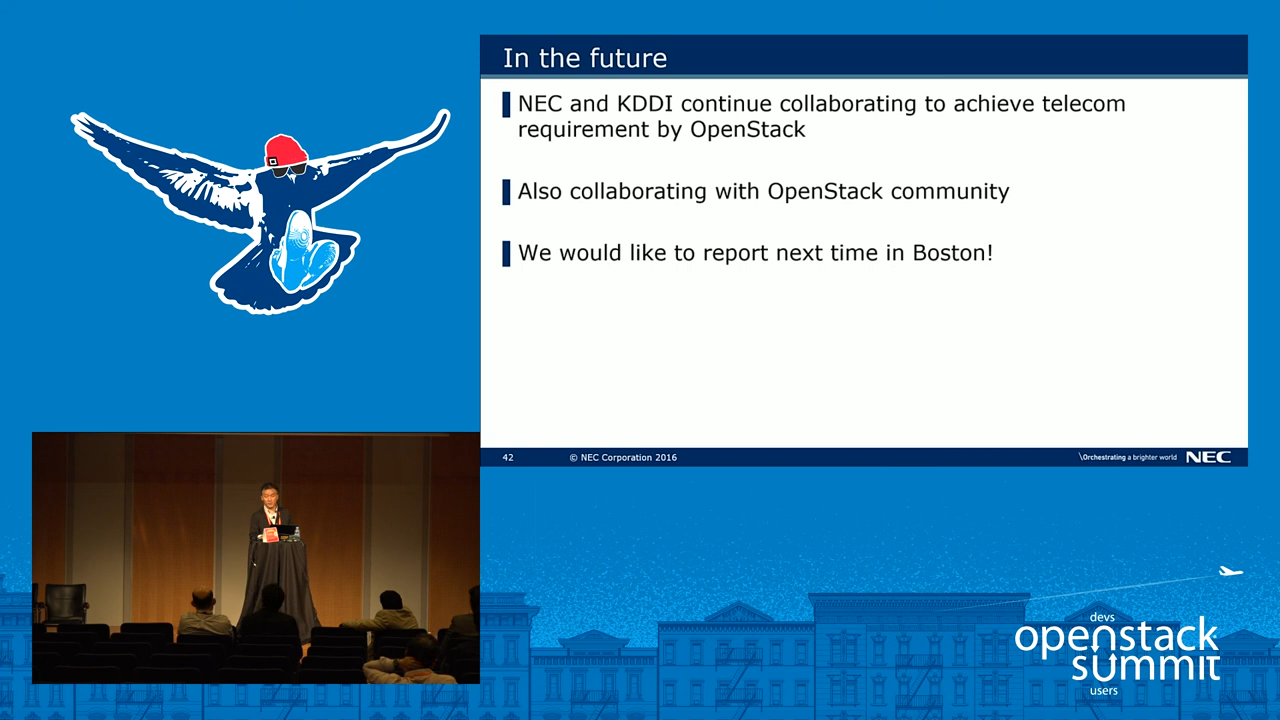 In the future
NEC and KDDI continue collaborating to achieve telecom
requirement by OpenStack
Also collaborating with OpenStack community
We would like to report next time in Boston!
42
© NEC Corporation 2016
\Orchestrating a brighter world
NEC
devs
openstack
summit
users